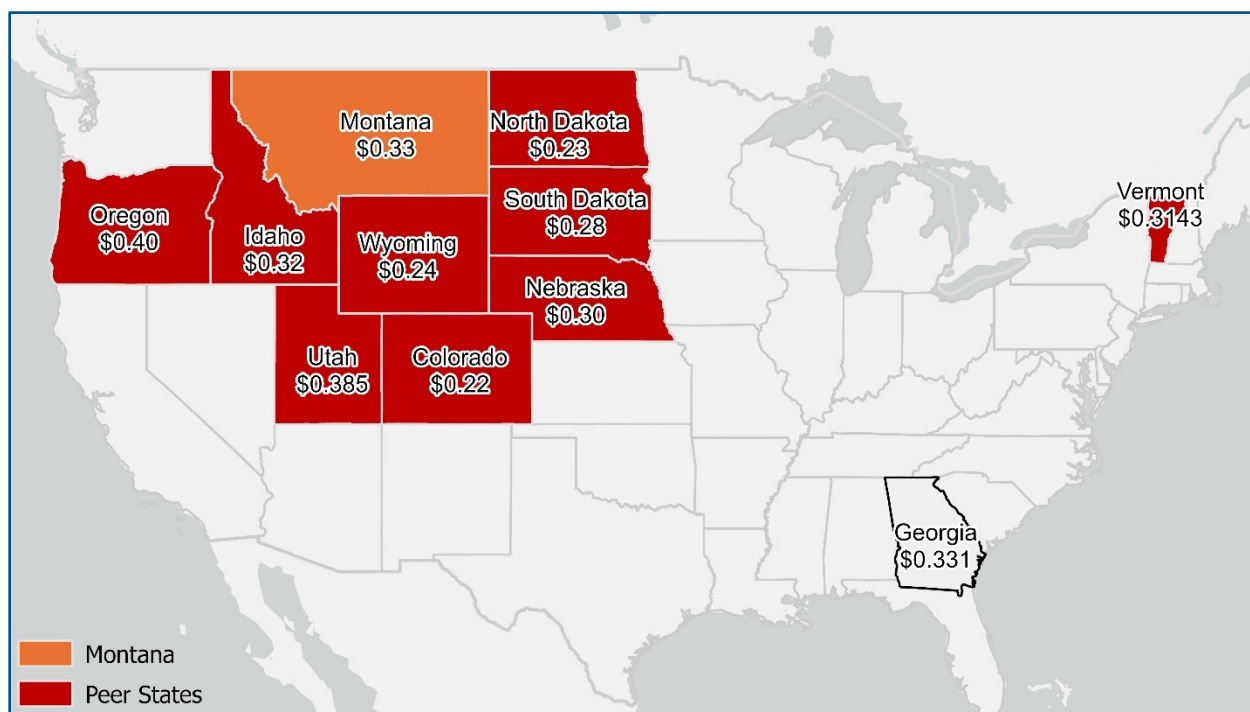 Montana
$0.33
North Dakota
$0.23
Oregon
$0.40
Idaho
$0.32
Wyoming
$0.24
South Dakota
$0.28
Vermont
$0.3143
Nebraska
$0.30
Utah
$0.385
Colorado
$0.22
Georgia
$0.331
Montana
Peer States